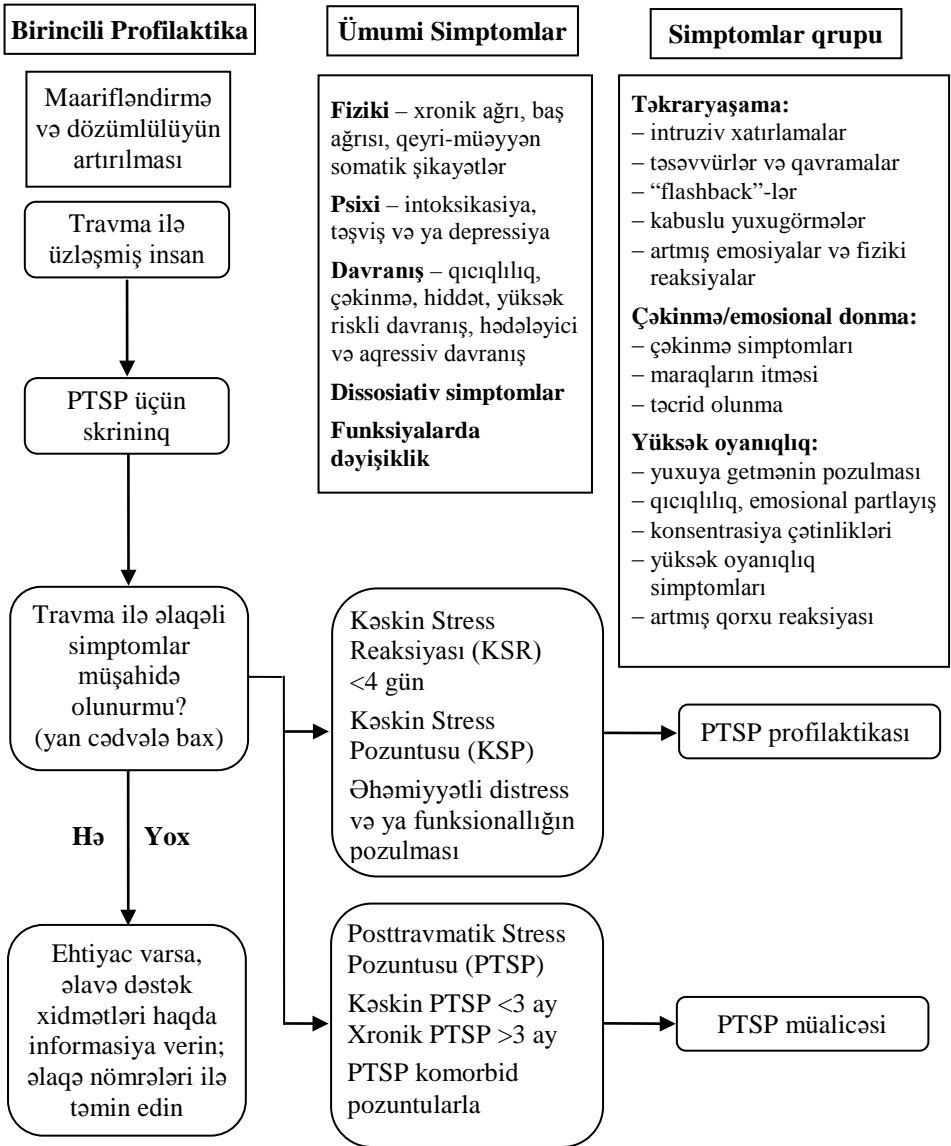 Birincili Profilaktika
Maarifləndirmə
və dözümlülüyün
artırılması
Travma ilə
üzləşmiş insan
PTSP üçün
skrininq
Travma ilə əlaqəli
simptomlar
müşahidə
olunurmu?
(yan cədvələ bax)
Hə Yox
Ehtiyac varsa,
əlavə dəstək
xidmətləri haqda
informasiya verin;
əlaqə nömrələri ilə
təmin edin
Ümumi Simptomlar
Fiziki – xronik ağrı, baş
ağrısı, qeyri-müəyyən
somatik şikayətlər
Psixi – intoksikasiya,
təşviş və ya depressiya
Davranış – qıcıqlılıq,
çəkinmə, hiddət, yüksək
riskli davranış, hədələyici
və aqressiv davranış
Dissosiativ simptomlar
Funksiyalarda
dəyişiklik
Simptomlar qrupu
Təkraryaşama:
– intruziv xatırlamalar
– təsəvvürlər və qavramalar
– “flashback”-lər
– kabuslu yuxugörmələr
– artmış emosiyalar və fiziki
reaksiyalar
Çəkinmə/emosional donma:
– çəkinmə simptomları
– maraqların itməsi
– təcrid olunma
Yüksək oyanıqlıq:
– yuxuya getmənin pozulması
– qıcıqlılıq, emosional partlayış
– konsentrasiya çətinlikləri
– yüksək oyanıqlıq
simptomları
– artmış qorxu reaksiyası
Kəskin Stress
Reaksiyası (KSR)
<4 gün
Kəskin Stress
Pozuntusu (KSP)
Əhəmiyyətli distress
və ya funksionallığın
pozulması
PTSP profilaktikası
Posttravmatik Stress
Pozuntusu (PTSP)
Kəskin PTSP <3 ay
Xronik PTSP >3 ay
PTSP komorbid
pozuntularla
PTSP müalicəsi